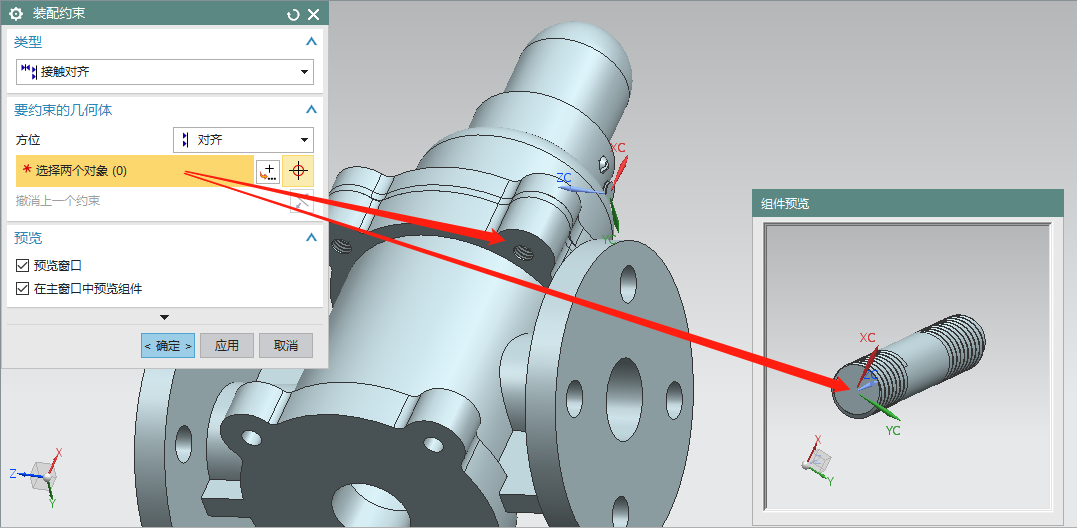 装配约束
类型
接触对齐
要约束的几何体
方位
对齐
* 选择两个对象 (0)
撤消上一个约束
预览
预览窗口
在主窗口中预览组件
< 确定 >
应用
取消
XC
ZC
YC
X
Z
Y
组件预览
XC
YC
X
Y